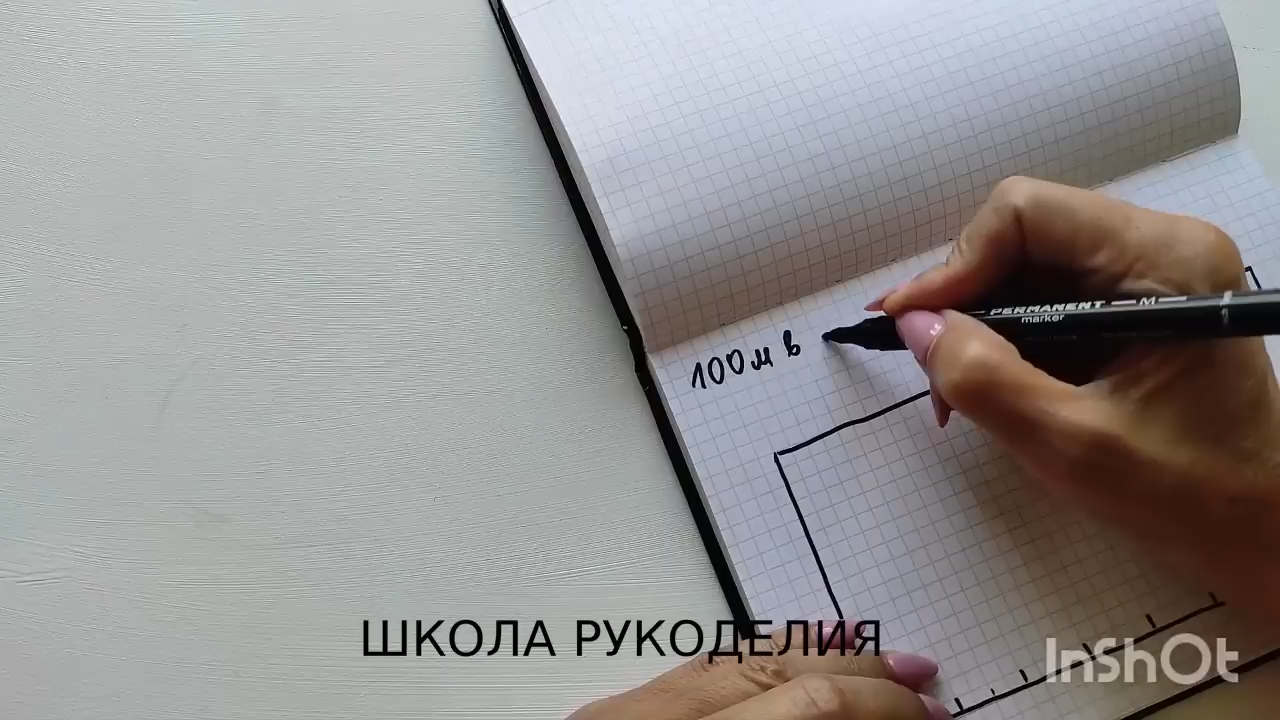 100м в
PERMANENT —M—
marker
ШКОЛА РУКОДЕЛИЯ
InShOt